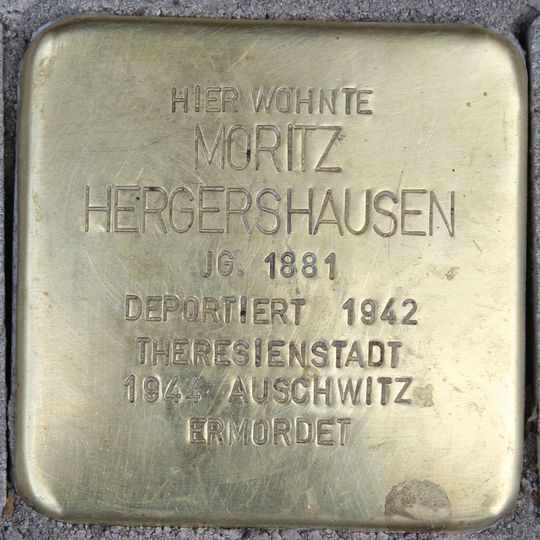 HIER WOHNTE
MORITZ
HERGERSHAUSEN
JG. 1881
DEPORTIERT 1942
THERESIENSTADT
1944 AUSCHWITZ
ERMORDET